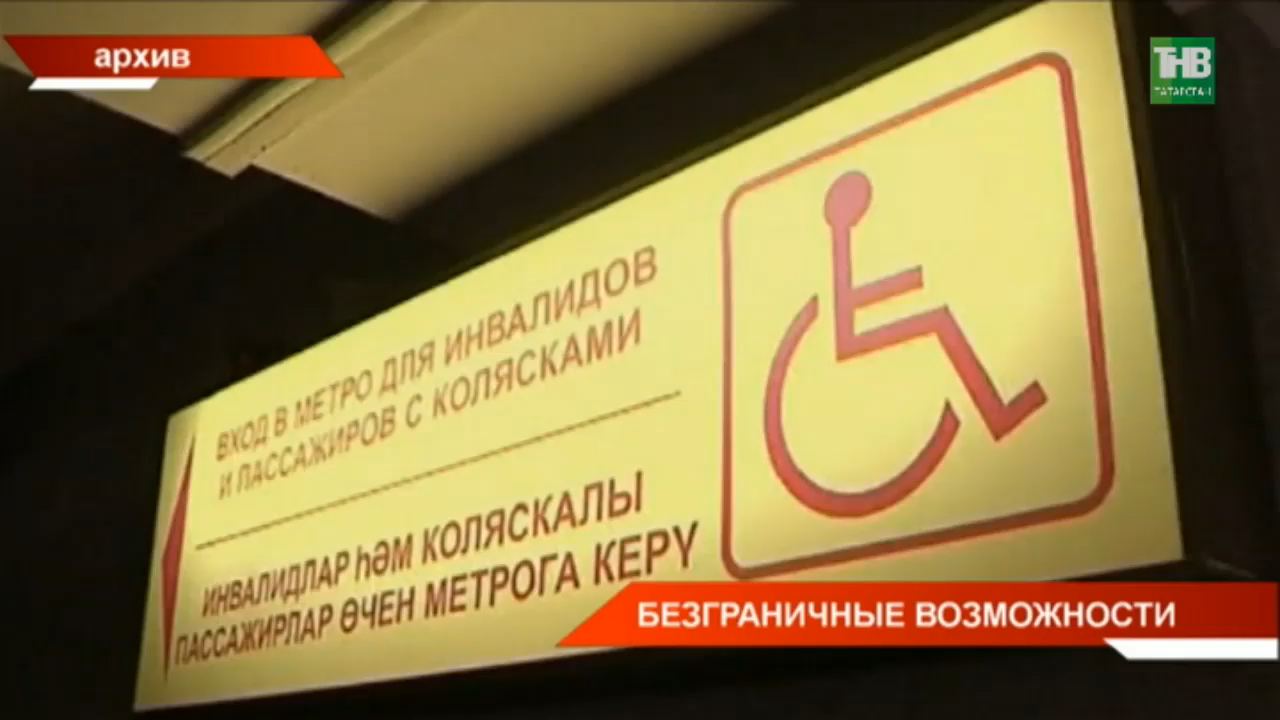 архив
ТНВ
ТАТАРСТАН
ВХОД В МЕТРО ДЛЯ ИНВАЛИДОВ
И ПАССАЖИРОВ С КОЛЯСКАМИ
ИНВАЛИДЛАР ҺӘМ КОЛЯСКАЛЫ
ПАССАЖИРЛАР ӨЧЕН МЕТРОГА КЕРҮ
БЕЗГРАНИЧНЫЕ ВОЗМОЖНОСТИ